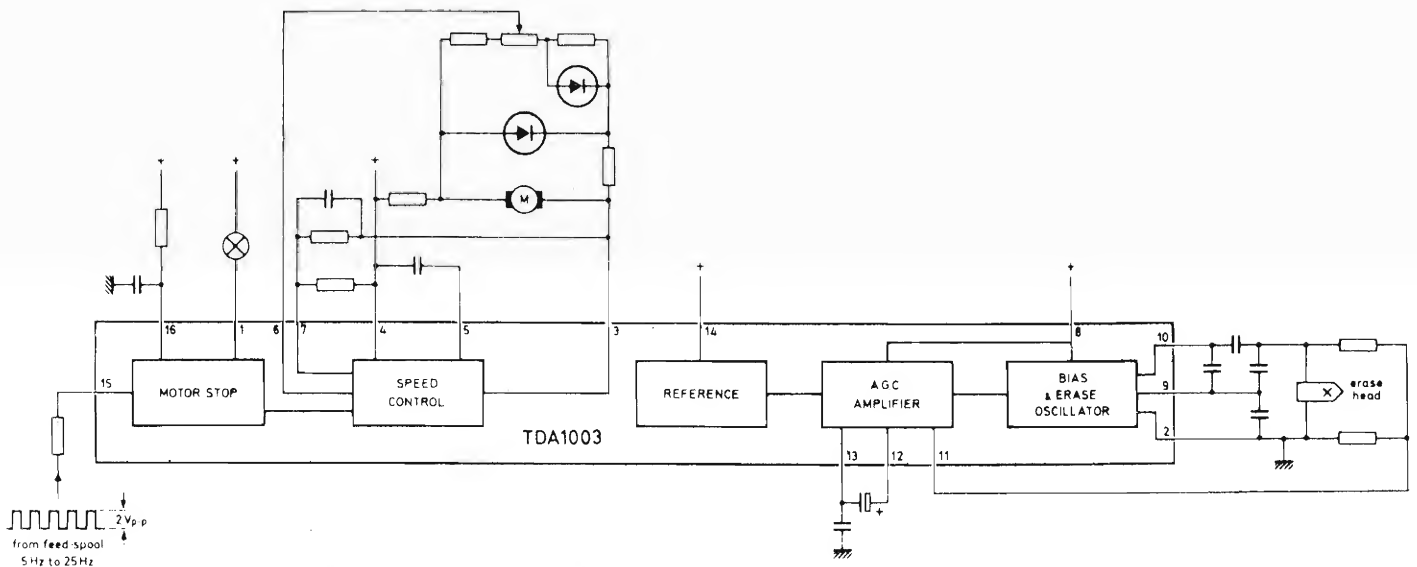 +
+
+
M
+
+
16
1
6
7
4
5
3
14
8
10
15
MOTOR STOP
SPEED
CONTROL
REFERENCE
AGC
AMPLIFIER
BIAS
& ERASE
OSCILLATOR
9
2
erase
head
TDA1003
13
12
11
+
2Vp-p
from feed-spool
5Hz to 25Hz